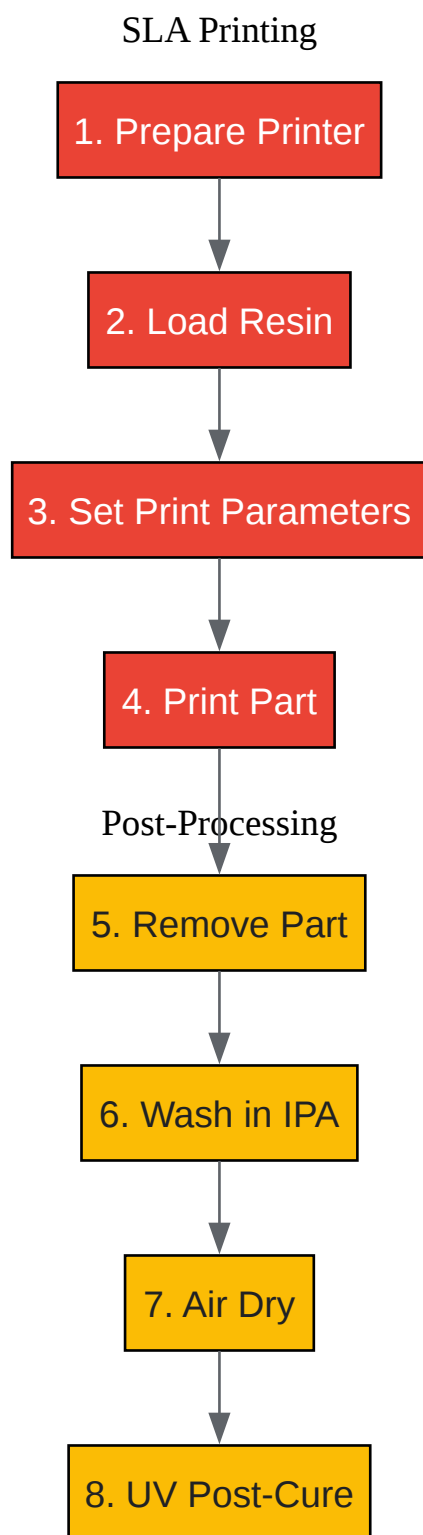 SLA Printing
1. Prepare Printer
2. Load Resin
3. Set Print Parameters
4. Print Part
Post-Processing
5. Remove Part
6. Wash in IPA
7. Air Dry
8. UV Post-Cure